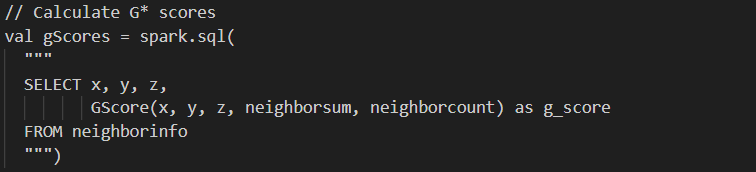 // Calculate G* scores
val gScores = spark.sql(
"""
SELECT x, y, z,
GScore(x, y, z, neighborsum, neighborcount) as g_score
FROM neighborinfo
""")